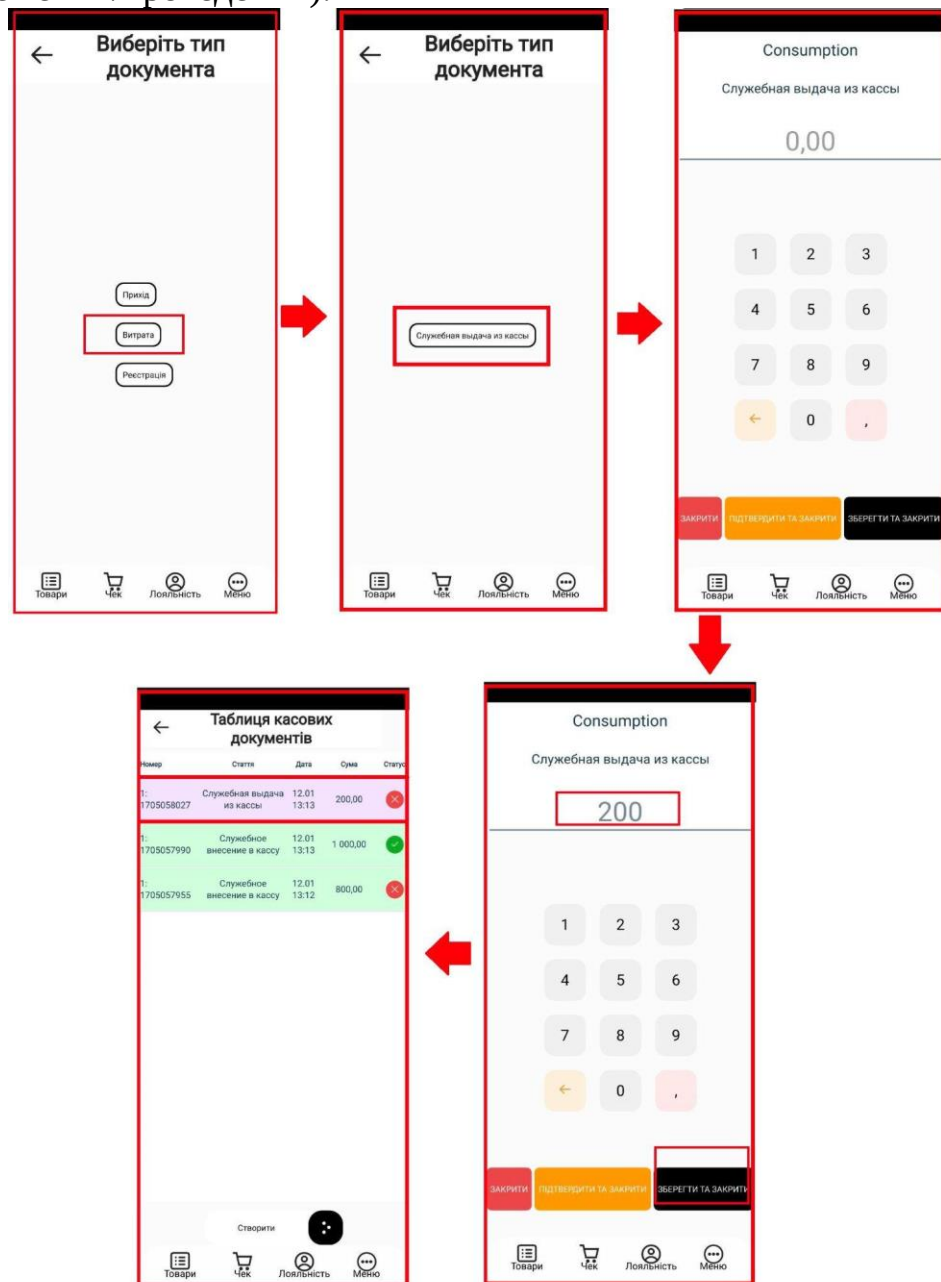 Виберіть тип
документа
Прихід
Витрата
Реєстрація
Товари
Чек
Лояльність
Меню
Виберіть тип
документа
Служебная выдача из кассы
Товари
Чек
Лояльність
Меню
Consumption
Служебная выдача из кассы
0,00
1 2 3
4 5 6
7 8 9
← 0 ,
ЗАКРИТИ
ПІДТВЕРДИТИ ТА ЗАКРИТИ
ЗБЕРЕГТИ ТА ЗАКРИТИ
Товари
Чек
Лояльність
Меню
Таблиця касових
документів
Номер Стаття Дата Сума Статус
1: Служебная выдача 12.01
1705058027 из кассы 13:13 200,00
1: Служебное 12.01
1705057990 внесение в кассу 13:13 1 000,00
1: Служебное 12.01
1705057955 внесение в кассу 13:12 800,00
Створити
Товари
Чек
Лояльність
Меню
Consumption
Служебная выдача из кассы
200
1 2 3
4 5 6
7 8 9
← 0 ,
ЗАКРИТИ
ПІДТВЕРДИТИ ТА ЗАКРИТИ
ЗБЕРЕГТИ ТА ЗАКРИТИ
Товари
Чек
Лояльність
Меню